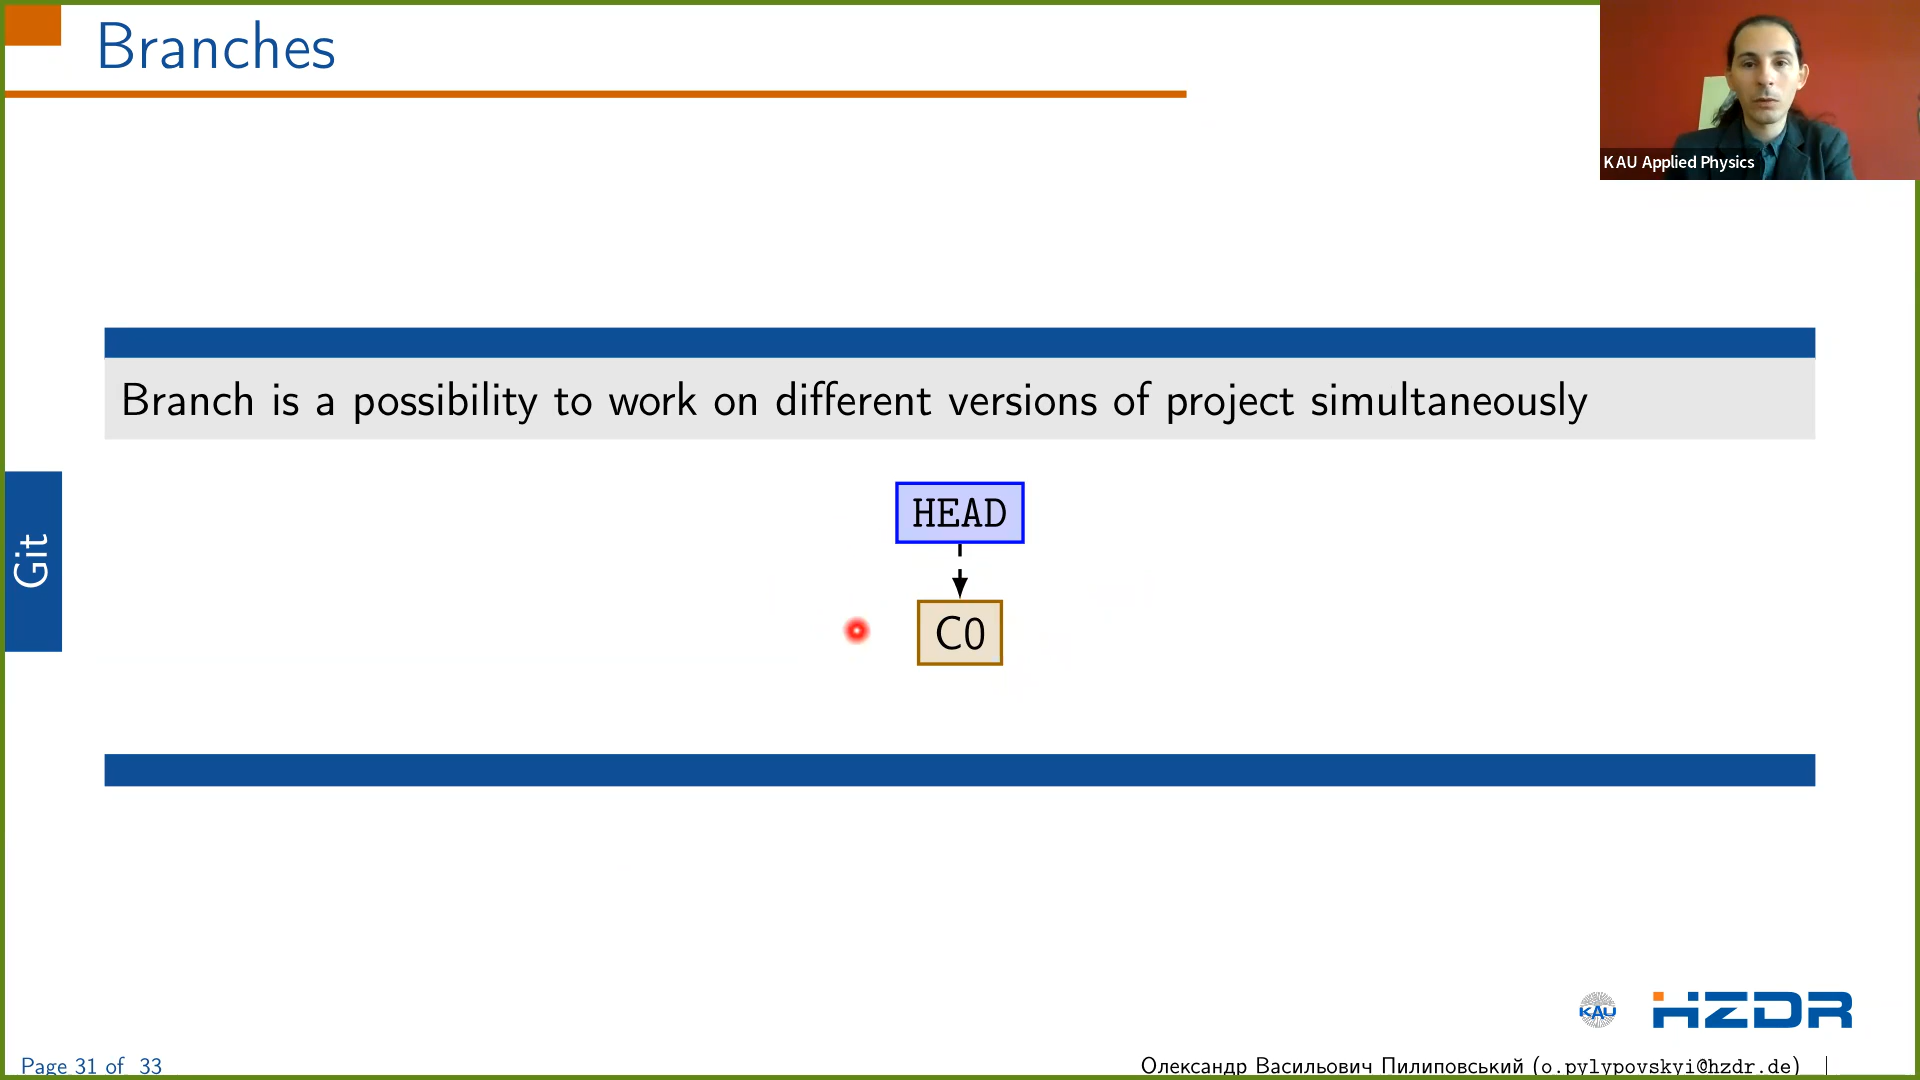 Branches
KAU Applied Physics
Branch is a possibility to work on different versions of project simultaneously
HEAD
C0
Git
KAU
HZDR
Page 31 of 33
Олександр Васильович Пилиповський (o.pylypovskyi@hzdr.de)